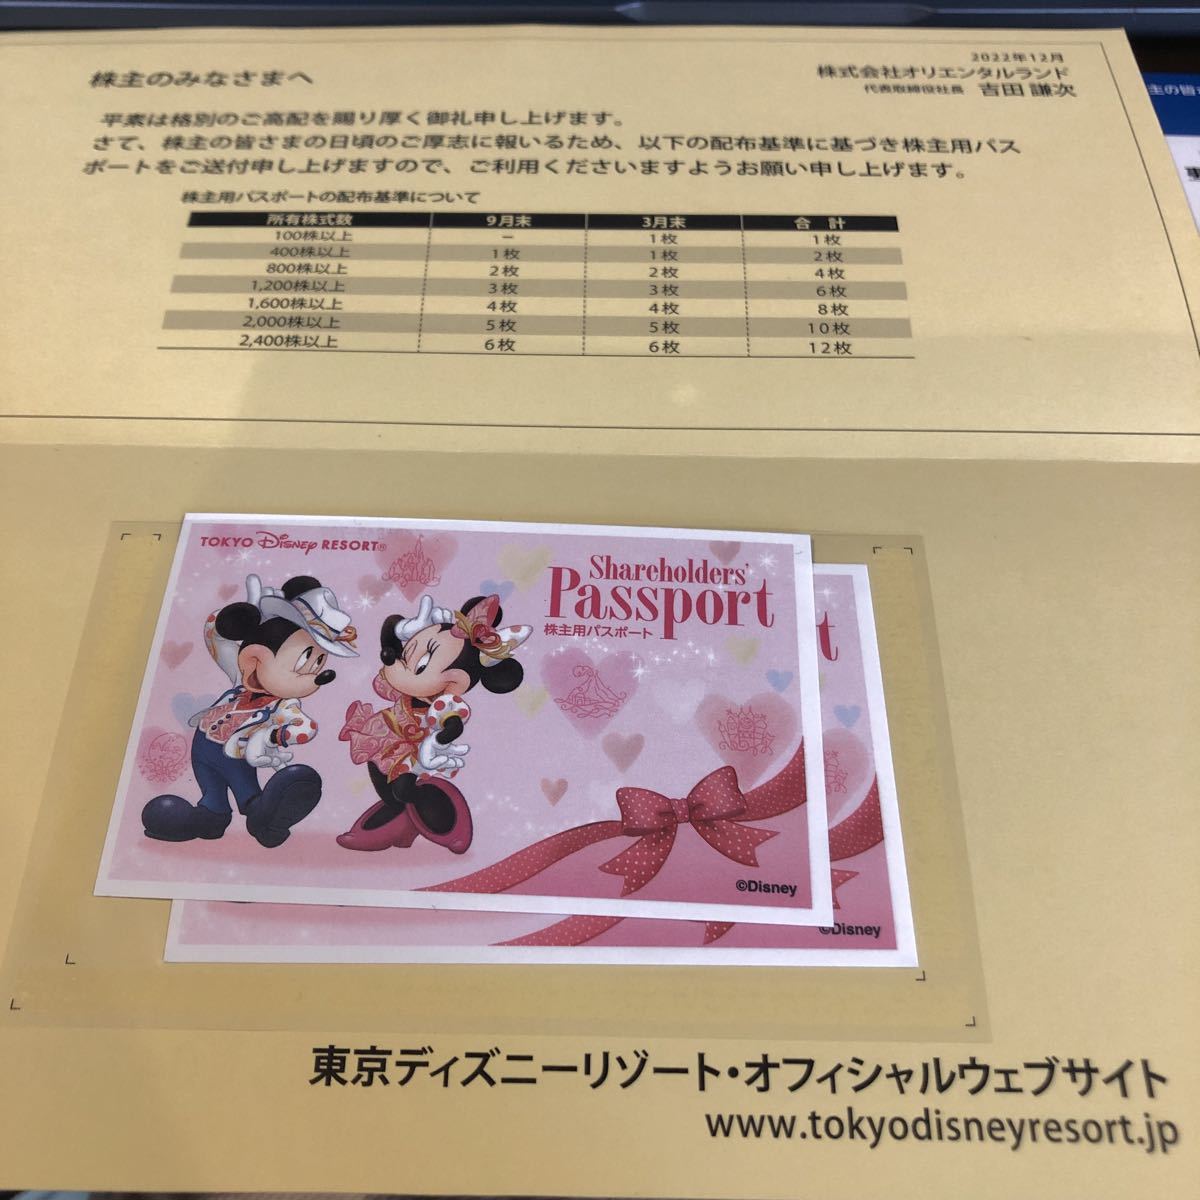 2022年12月
株主のみなさまへ
株式会社オリエンタルランド
代表取締役社長 吉田 謙次
平素は格別のご高配を賜り厚く御礼申し上げます。
さて、株主の皆さまの日頃のご厚志に報いるため、以下の配布基準に基づき株主用パス
ポートをご送付申し上げますので、ご利用くださいますようお願い申し上げます。
株主用パスポートの配布基準について
所有株式数 9月末 3月末 合 計
100株以上 − 1枚 1枚
400株以上 1枚 1枚 2枚
800株以上 2枚 2枚 4枚
1,200株以上 3枚 3枚 6枚
1,600株以上 4枚 4枚 8枚
2,000株以上 5枚 5枚 10枚
2,400株以上 6枚 6枚 12枚
主の皆
TOKYO Disney RESORT®
Shareholders'
Passport
株主用パスポート
©Disney
t
©Disney
東京ディズニーリゾート・オフィシャルウェブサイト
www.tokyodisneyresort.jp